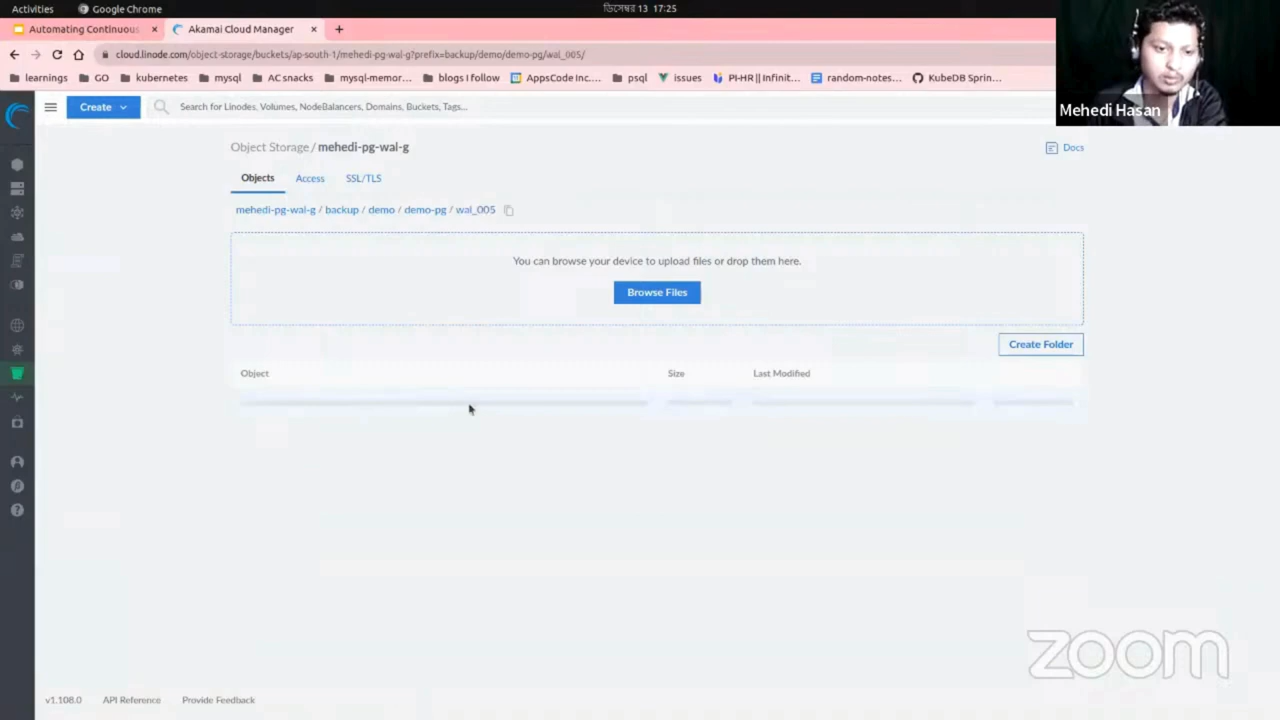 Activities Google Chrome ডিসেম্বর 13 17:25
Automating Continuous Akamai Cloud Manager
cloud.linode.com/object-storage/buckets/ap-south-1/mehedi-pg-wal-g?prefix=backup/demo/demo-pg/wal_005/
learnings GO kubernetes mysql AC snacks mysql-memor... blogs I follow AppsCode Inc.... psql issues PI-HR || Infinit... random-notes... KubeDB Sprin...
Mehedi Hasan
Create Search for Linodes, Volumes, NodeBalancers, Domains, Buckets, Tags...
Object Storage / mehedi-pg-wal-g Docs
Objects Access SSL/TLS
mehedi-pg-wal-g / backup / demo / demo-pg / wal_005
You can browse your device to upload files or drop them here.
Browse Files
Create Folder
Object Size Last Modified
zoom
v1.108.0 API Reference Provide Feedback